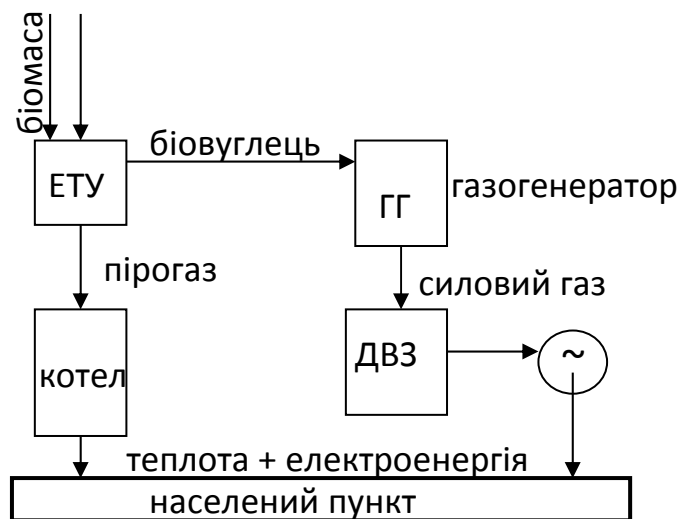 біомаса
біовуглець
ЕТУ
ГГ
газогенератор
пірогаз
силовий газ
котел
ДВЗ
~
теплота + електроенергія
населений пункт